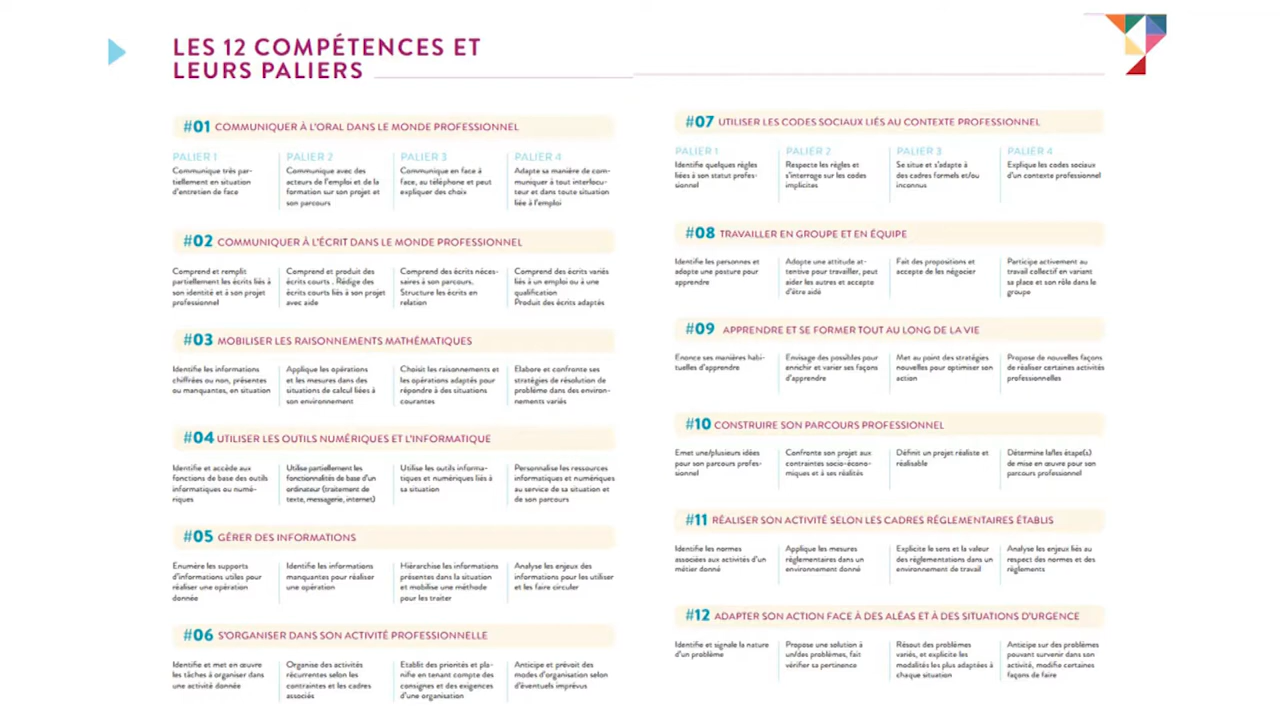 LES 12 COMPÉTENCES ET
LEURS PALIERS
#01 COMMUNIQUER À L'ORAL DANS LE MONDE PROFESSIONNEL
PALIER 1
Communique très par-
tiellement en situation
d'entretien de face
PALIER 2
Communique avec des
acteurs de l'emploi et de la
formation sur son projet et
son parcours
PALIER 3
Communique en face à
face, au téléphone et peut
expliquer des choix
PALIER 4
Adapte sa manière de com-
muniquer à tout interlocu-
teur et dans toute situation
liée à l'emploi
#02 COMMUNIQUER À L'ÉCRIT DANS LE MONDE PROFESSIONNEL
Comprend et remplit
partiellement les écrits liés à
son identité et à son projet
professionnel
Comprend et produit des
écrits courts . Rédige des
écrits courts liés à son projet
avec aide
Comprend des écrits néces-
saires à son parcours.
Structure les écrits en
relation
Comprend des écrits variés
liés à un emploi ou à une
qualification
Produit des écrits adaptés
#03 MOBILISER LES RAISONNEMENTS MATHÉMATIQUES
Identifie les informations
chiffrées ou non, présentes
ou manquantes, en situation
Applique les opérations
et les mesures dans des
situations de calcul liées à
son environnement
Choisit les raisonnements et
les opérations adaptés pour
répondre à des situations
courantes
Elabore et confronte ses
stratégies de résolution de
problème dans des environ-
nements variés
#04 UTILISER LES OUTILS NUMÉRIQUES ET L'INFORMATIQUE
Identifie et accède aux
fonctions de base des outils
informatiques ou numé-
riques
Utilise partiellement les
fonctionnalités de base d'un
ordinateur (traitement de
texte, messagerie, internet)
Utilise les outils informa-
tiques et numériques liés à
sa situation
Personnalise les ressources
informatiques et numériques
au service de sa situation et
de son parcours
#05 GÉRER DES INFORMATIONS
Enumère les supports
d'informations utiles pour
réaliser une opération
donnée
Identifie les informations
manquantes pour réaliser
une opération
Hiérarchise les informations
présentes dans la situation
et mobilise une méthode
pour les traiter
Analyse les enjeux des
informations pour les utiliser
et les faire circuler
#06 S'ORGANISER DANS SON ACTIVITÉ PROFESSIONNELLE
Identifie et met en œuvre
les tâches à organiser dans
une activité donnée
Organise des activités
récurrentes selon les
contraintes et les cadres
associés
Etablit des priorités et pla-
nifie en tenant compte des
consignes et des exigences
d'une organisation
Anticipe et prévoit des
modes d'organisation selon
d'éventuels imprévus
#07 UTILISER LES CODES SOCIAUX LIÉS AU CONTEXTE PROFESSIONNEL
PALIER 1
Identifie quelques règles
liées à son statut profes-
sionnel
PALIER 2
Respecte les règles et
s'interroge sur les codes
implicites
PALIER 3
Se situe et s'adapte à
des cadres formels et/ou
inconnus
PALIER 4
Explique les codes sociaux
d'un contexte professionnel
#08 TRAVAILLER EN GROUPE ET EN ÉQUIPE
Identifie les personnes et
adapte une posture pour
apprendre
Adopte une attitude at-
tentive pour travailler, peut
aider les autres et accepte
d'être aidé
Fait des propositions et
accepte de les négocier
Participe activement au
travail collectif en variant
sa place et son rôle dans le
groupe
#09 APPRENDRE ET SE FORMER TOUT AU LONG DE LA VIE
Enonce ses manières habi-
tuelles d'apprendre
Envisage des possibles pour
enrichir et varier ses façons
d'apprendre
Met au point des stratégies
nouvelles pour optimiser son
action
Propose de nouvelles façons
de réaliser certaines activités
professionnelles
#10 CONSTRUIRE SON PARCOURS PROFESSIONNEL
Emet une/plusieurs idées
pour son parcours profes-
sionnel
Confronte son projet aux
contraintes socio-écono-
miques et à ses réalités
Définit un projet réaliste et
réalisable
Détermine la/les étape(s)
de mise en œuvre pour son
parcours professionnel
#11 RÉALISER SON ACTIVITÉ SELON LES CADRES RÉGLEMENTAIRES ÉTABLIS
Identifie les normes
associées aux activités d'un
métier donné
Applique les mesures
réglementaires dans un
environnement donné
Explicite le sens et la valeur
des réglementations dans un
environnement de travail
Analyse les enjeux liés au
respect des normes et des
règlements
#12 ADAPTER SON ACTION FACE À DES ALÉAS ET À DES SITUATIONS D'URGENCE
Identifie et signale la nature
d'un problème
Propose une solution à
un/des problèmes, fait
vérifier sa pertinence
Résout des problèmes
variés, et explicite les
modalités les plus adaptées à
chaque situation
Anticipe sur des problèmes
pouvant survenir dans son
activité, modifie certaines
façons de faire